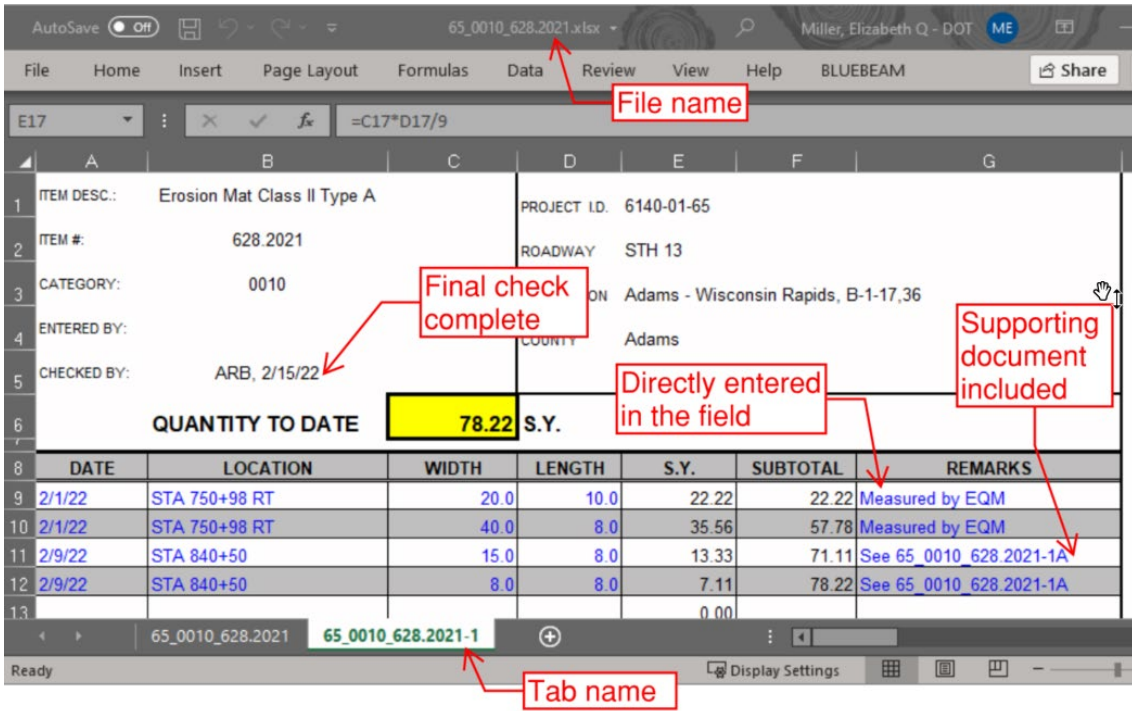 AutoSave Off 65_0010_628.2021.xlsx Miller, Elizabeth Q - DOT ME
File Home Insert Page Layout Formulas Data Review View Help BLUEBEAM Share
File name
E17 fx =C17*D17/9
A B C D E F G
1 ITEM DESC.: Erosion Mat Class II Type A PROJECT I.D. 6140-01-65
2 ITEM #: 628.2021 ROADWAY STH 13
3 CATEGORY: 0010 ON Adams - Wisconsin Rapids, B-1-17,36
Final check
complete
4 ENTERED BY: COUNTY Adams
Supporting
document
included
5 CHECKED BY: ARB, 2/15/22
Directly entered
in the field
6 QUANTITY TO DATE 78.22 S.Y.
7
8 DATE LOCATION WIDTH LENGTH S.Y. SUBTOTAL REMARKS
9 2/1/22 STA 750+98 RT 20.0 10.0 22.22 22.22 Measured by EQM
10 2/1/22 STA 750+98 RT 40.0 8.0 35.56 57.78 Measured by EQM
11 2/9/22 STA 840+50 15.0 8.0 13.33 71.11 See 65_0010_628.2021-1A
12 2/9/22 STA 840+50 8.0 8.0 7.11 78.22 See 65_0010_628.2021-1A
13 0.00
65_0010_628.2021 65_0010_628.2021-1
Ready Display Settings
Tab name